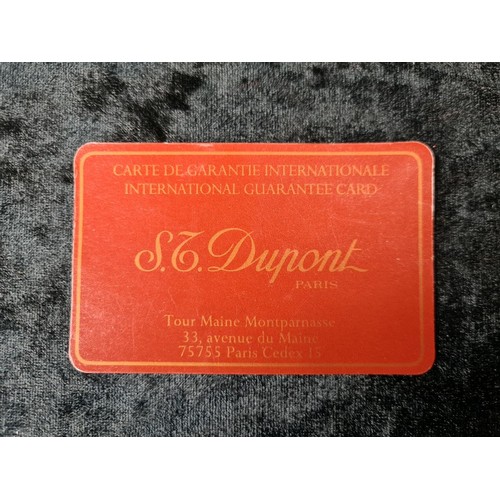 CARTE DE GARANTIE INTERNATIONALE
INTERNATIONAL GUARANTEE CARD
S.T. Dupont
PARIS
Tour Maine Montparnasse
33, avenue du Maine
75755 Paris Cedex 15